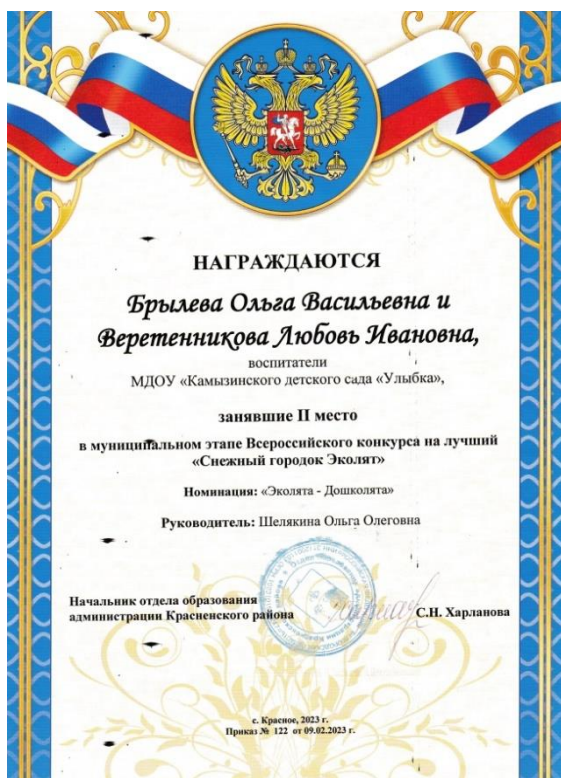 НАГРАЖДАЮТСЯ
Брылева Ольга Васильевна и
Веретенникова Любовь Ивановна,
воспитатели
МДОУ «Камызинского детского сада «Улыбка»,
занявшие II место
в муниципальном этапе Всероссийского конкурса на лучший
«Снежный городок Эколят»
Номинация: «Эколята - Дошколята»
Руководитель: Шелякина Ольга Олеговна
Начальник отдела образования
администрации Красненского района
С.Н. Харланова
с. Красное, 2023 г.
Приказ № 122 от 09.02.2023 г.